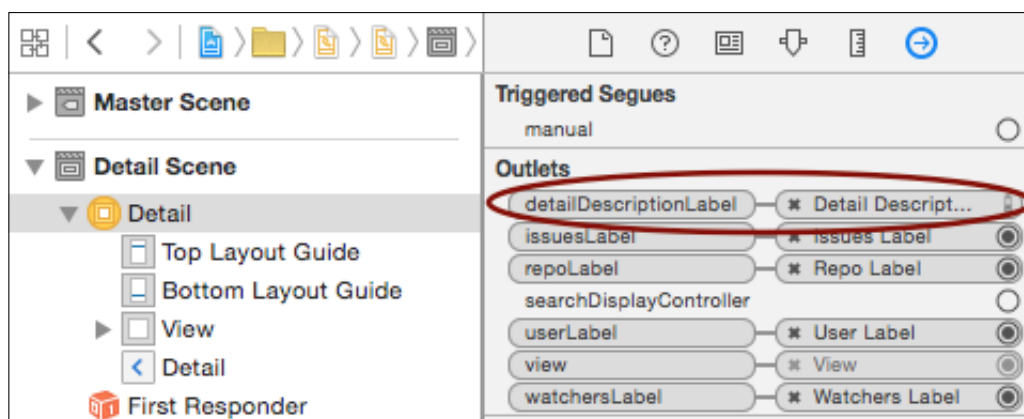 Master Scene
Detail Scene
Detail
Top Layout Guide
Bottom Layout Guide
View
Detail
First Responder
Triggered Segues
manual
Outlets
detailDescriptionLabel Detail Descript...
issuesLabel Issues Label
repoLabel Repo Label
searchDisplayController
userLabel User Label
view View
watchersLabel Watchers Label